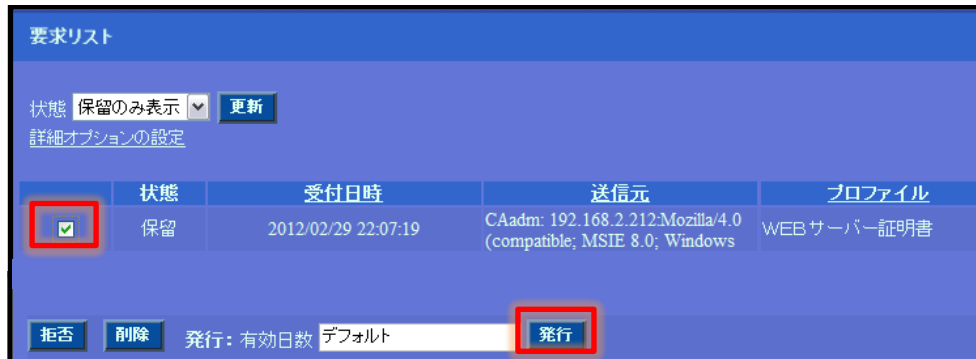 要求リスト
状態 保留のみ表示 更新
詳細オプションの設定
状態 受付日時 送信元 プロファイル
保留 2012/02/29 22:07:19 CAadm: 192.168.2.212:Mozilla/4.0 (compatible; MSIE 8.0; Windows WEBサーバー証明書
拒否 削除 発行：有効日数 デフォルト 発行